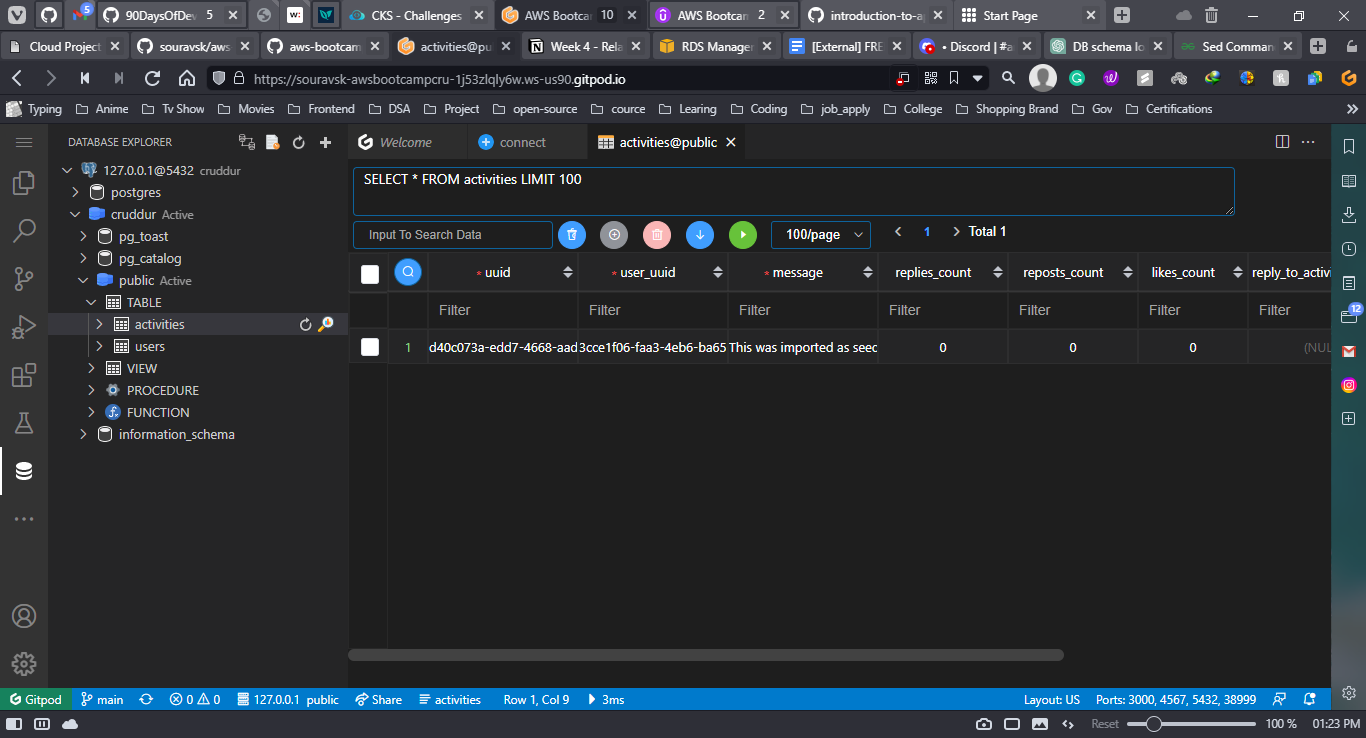 90DaysOfDev 5
CKS - Challenges
AWS Bootca 10
AWS Bootcam 2
introduction-to-a
Start Page
Cloud Project
souravsk/aws
aws-bootcam
activities@pu
Week 4 - Rela
RDS Manager
[External] FRE
• Discord | #a
DB schema lo
Sed Comman
https://souravsk-awsbootcampcru-1j53zlqly6w.ws-us90.gitpod.io
Typing Anime Tv Show Movies Frontend DSA Project open-source cource Learing Coding job_apply College Shopping Brand Gov Certifications
DATABASE EXPLORER
Welcome connect activities@public
127.0.0.1@5432 cruddur
postgres
cruddur Active
pg_toast
pg_catalog
public Active
TABLE
activities
users
VIEW
PROCEDURE
FUNCTION
information_schema
SELECT * FROM activities LIMIT 100
Input To Search Data 100/page 1 Total 1
* uuid * user_uuid * message replies_count reposts_count likes_count reply_to_activi
Filter Filter Filter Filter Filter Filter Filter
1 d40c073a-edd7-4668-aad 3cce1f06-faa3-4eb6-ba65 This was imported as seed 0 0 0 (NUL
12
Gitpod main 0 0 127.0.0.1 public Share activities Row 1, Col 9 3ms Layout: US Ports: 3000, 4567, 5432, 38999
Reset 100 % 01:23 PM